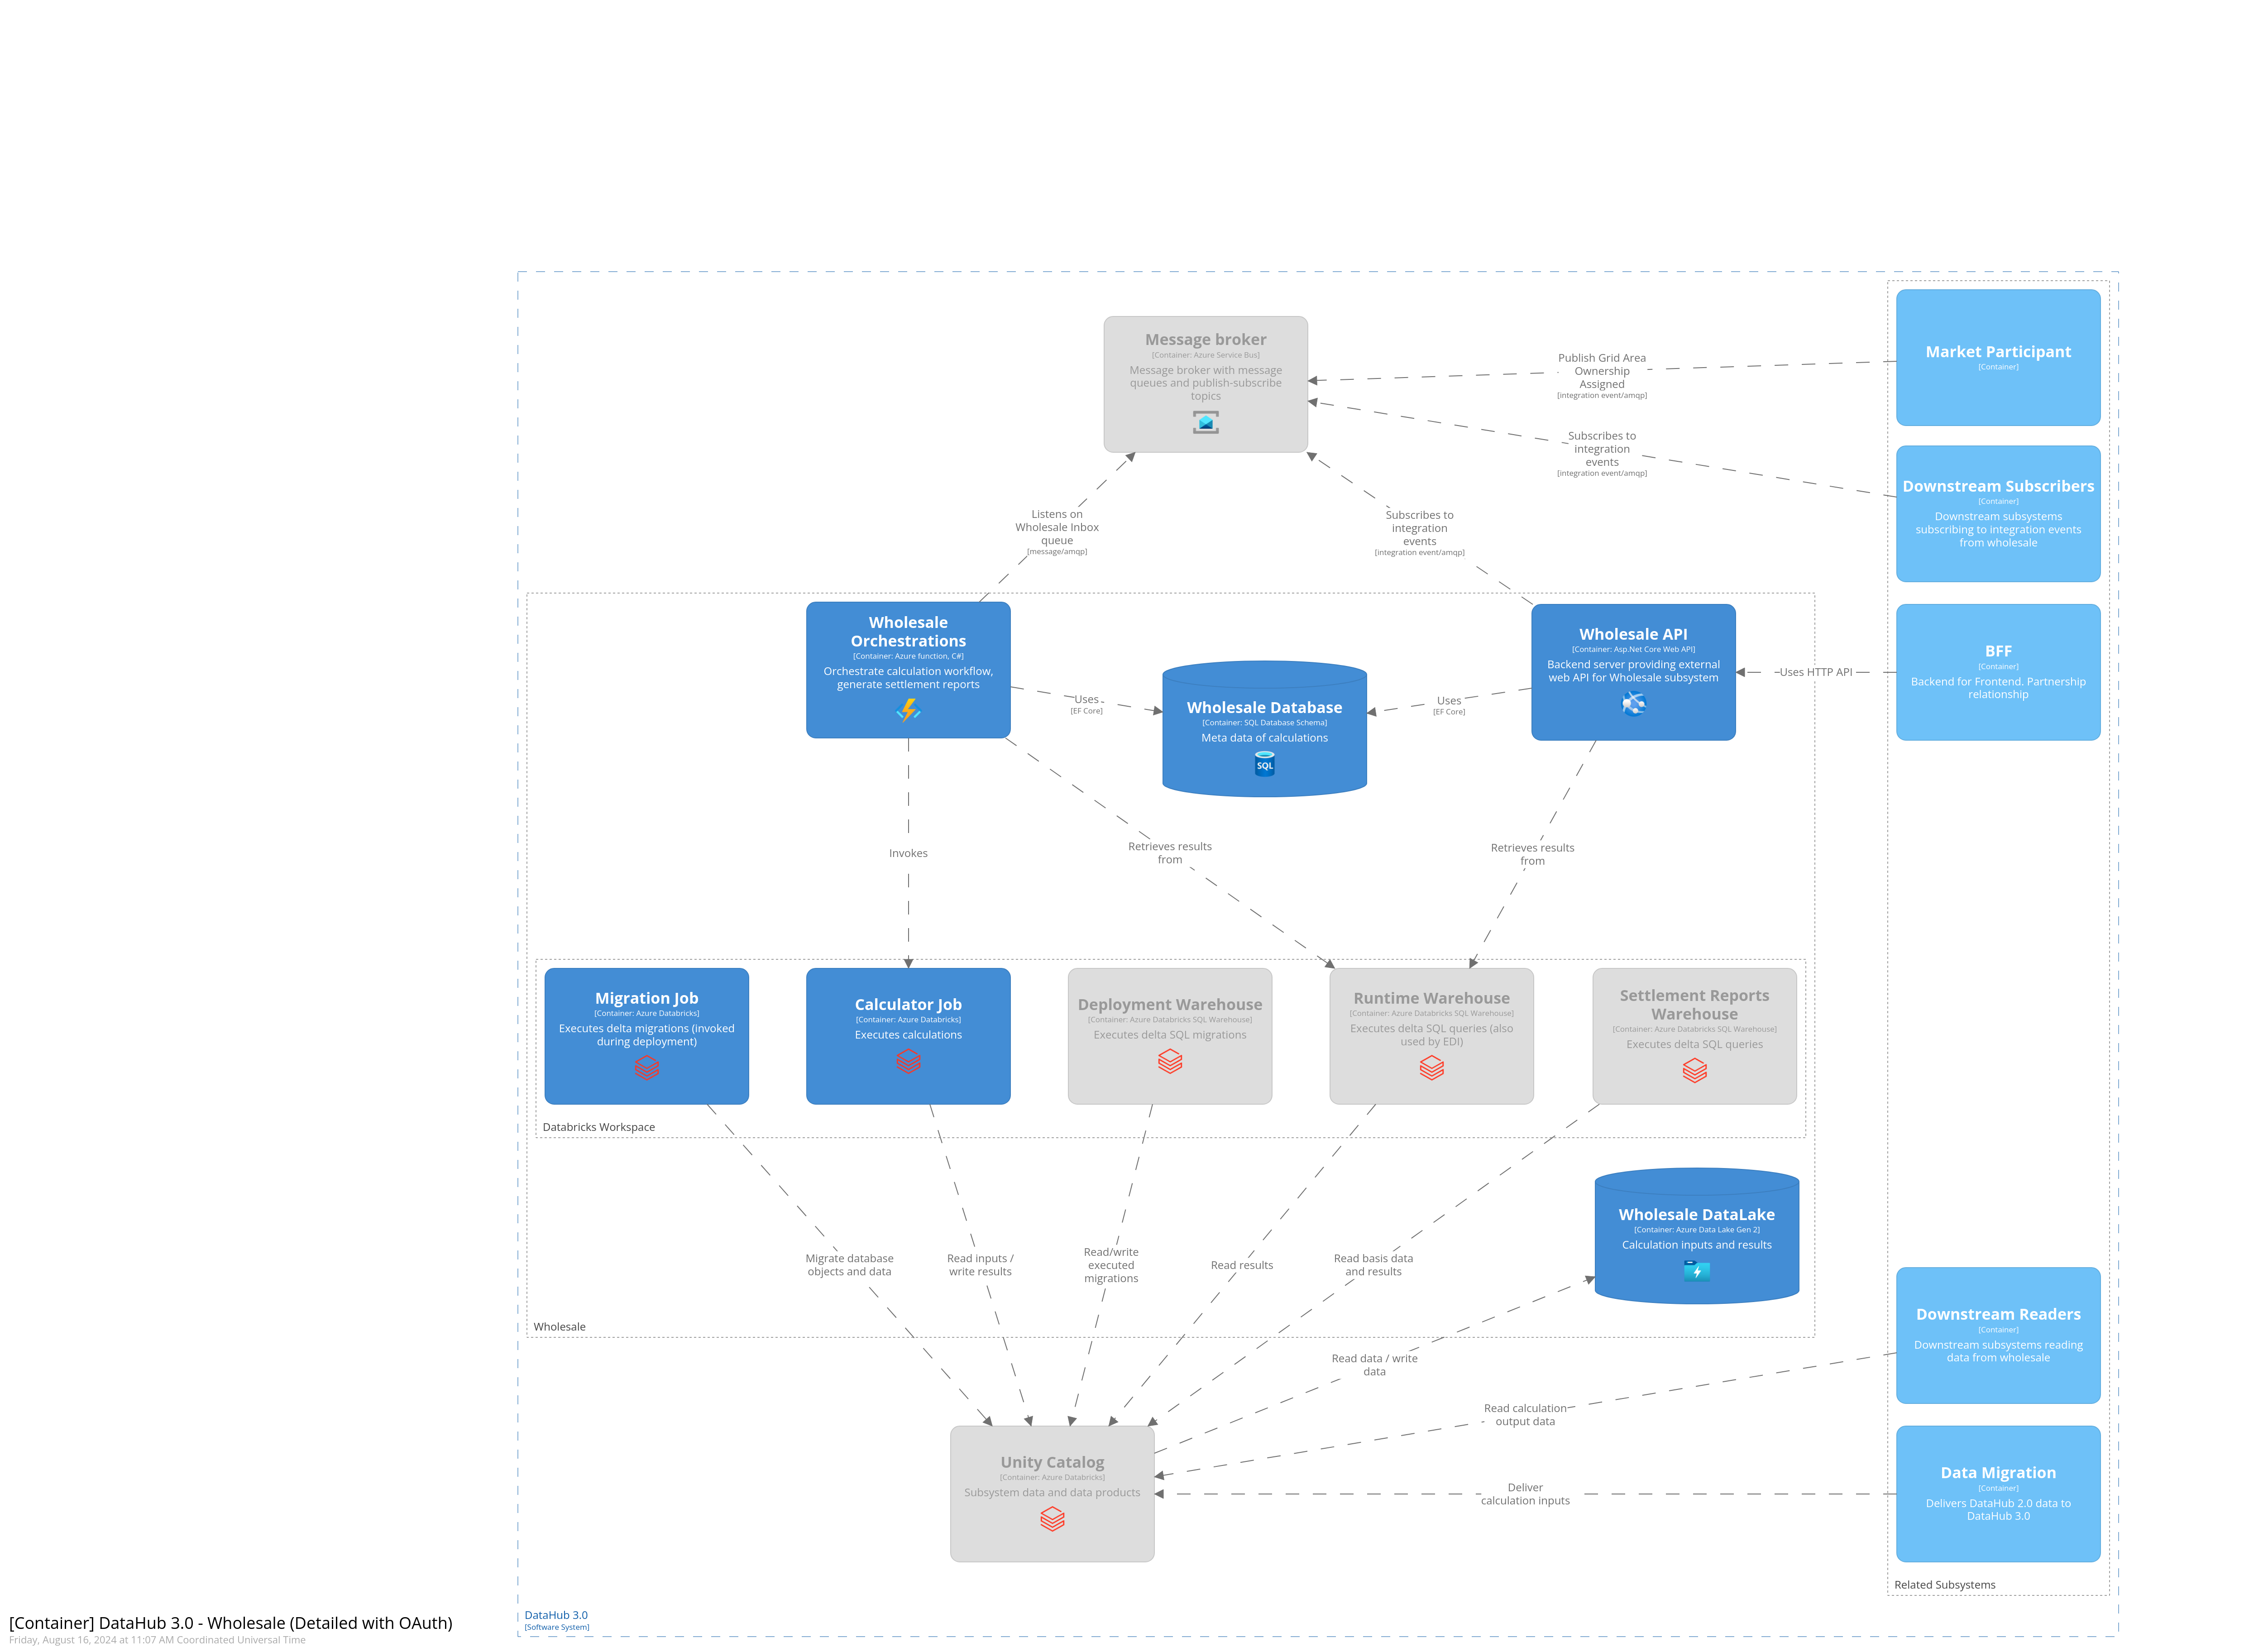 Message broker
[Container: Azure Service Bus]
Message broker with message
queues and publish-subscribe
topics
Publish Grid Area
Ownership
Assigned
[integration event/amqp]
Market Participant
[Container]
Subscribes to
integration
events
[integration event/amqp]
Downstream Subscribers
[Container]
Downstream subsystems
subscribing to integration events
from wholesale
Listens on
Wholesale Inbox
queue
[message/amqp]
Subscribes to
integration
events
[integration event/amqp]
Wholesale
Orchestrations
[Container: Azure function, C#]
Orchestrate calculation workflow,
generate settlement reports
Uses
[EF Core]
Wholesale Database
[Container: SQL Database Schema]
Meta data of calculations
SQL
Uses
[EF Core]
Wholesale API
[Container: Asp.Net Core Web API]
Backend server providing external
web API for Wholesale subsystem
Uses HTTP API
BFF
[Container]
Backend for Frontend. Partnership
relationship
Invokes
Retrieves results
from
Retrieves results
from
Migration Job
[Container: Azure Databricks]
Executes delta migrations (invoked
during deployment)
Calculator Job
[Container: Azure Databricks]
Executes calculations
Deployment Warehouse
[Container: Azure Databricks SQL Warehouse]
Executes delta SQL migrations
Runtime Warehouse
[Container: Azure Databricks SQL Warehouse]
Executes delta SQL queries (also
used by EDI)
Settlement Reports
Warehouse
[Container: Azure Databricks SQL Warehouse]
Executes delta SQL queries
Databricks Workspace
Migrate database
objects and data
Read inputs /
write results
Read/write
executed
migrations
Read results
Read basis data
and results
Wholesale DataLake
[Container: Azure Data Lake Gen 2]
Calculation inputs and results
Wholesale
Read data / write
data
Downstream Readers
[Container]
Downstream subsystems reading
data from wholesale
Read calculation
output data
Unity Catalog
[Container: Azure Databricks]
Subsystem data and data products
Deliver
calculation inputs
Data Migration
[Container]
Delivers DataHub 2.0 data to
DataHub 3.0
Related Subsystems
DataHub 3.0
[Software System]
[Container] DataHub 3.0 - Wholesale (Detailed with OAuth)
Friday, August 16, 2024 at 11:07 AM Coordinated Universal Time